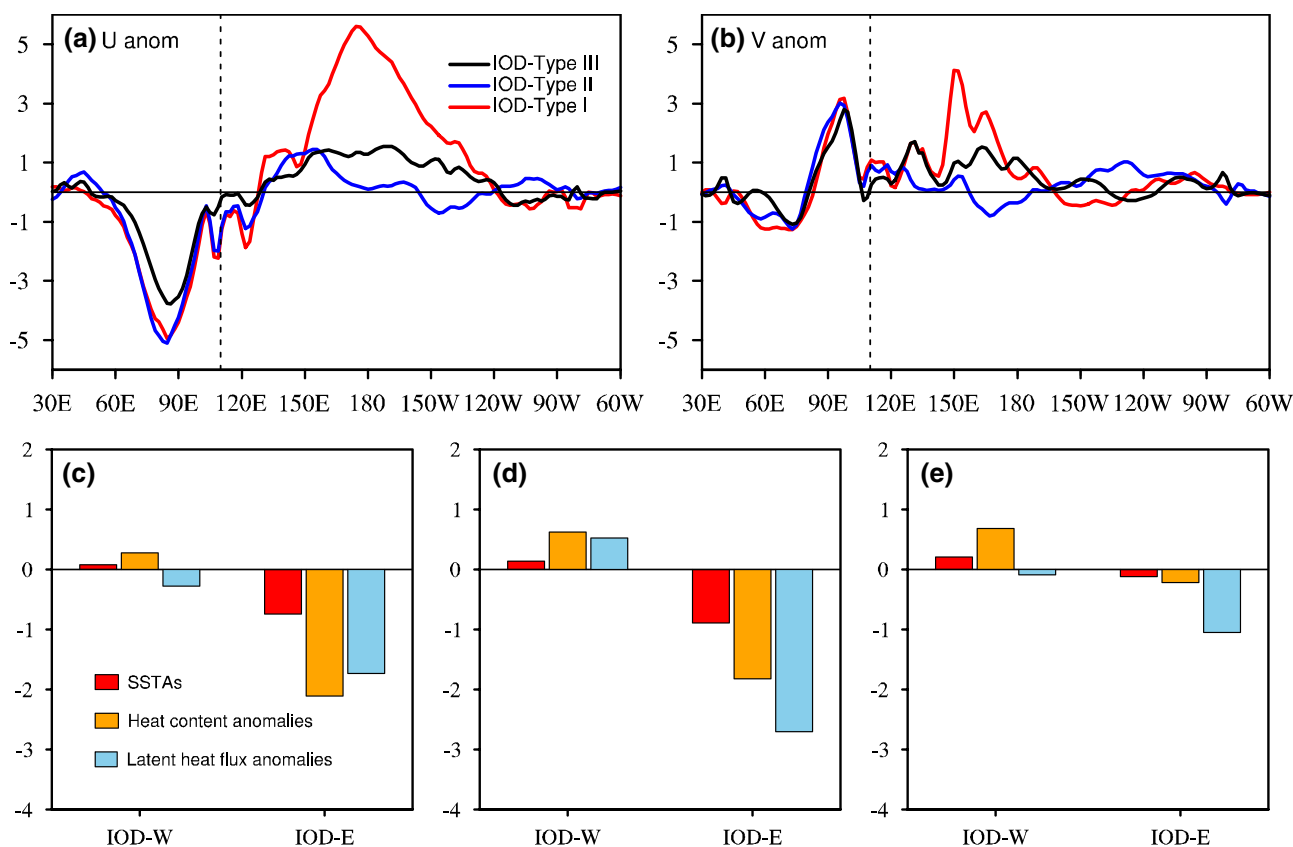 (a) U anom
IOD-Type III
IOD-Type II
IOD-Type I
5
3
1
-1
-3
-5
30E 60E 90E 120E 150E 180 150W 120W 90W 60W
(b) V anom
5
3
1
-1
-3
-5
30E 60E 90E 120E 150E 180 150W 120W 90W 60W
(c)
2
1
0
-1
-2
-3
-4
SSTAs
Heat content anomalies
Latent heat flux anomalies
IOD-W IOD-E
(d)
2
1
0
-1
-2
-3
-4
IOD-W IOD-E
(e)
2
1
0
-1
-2
-3
-4
IOD-W IOD-E